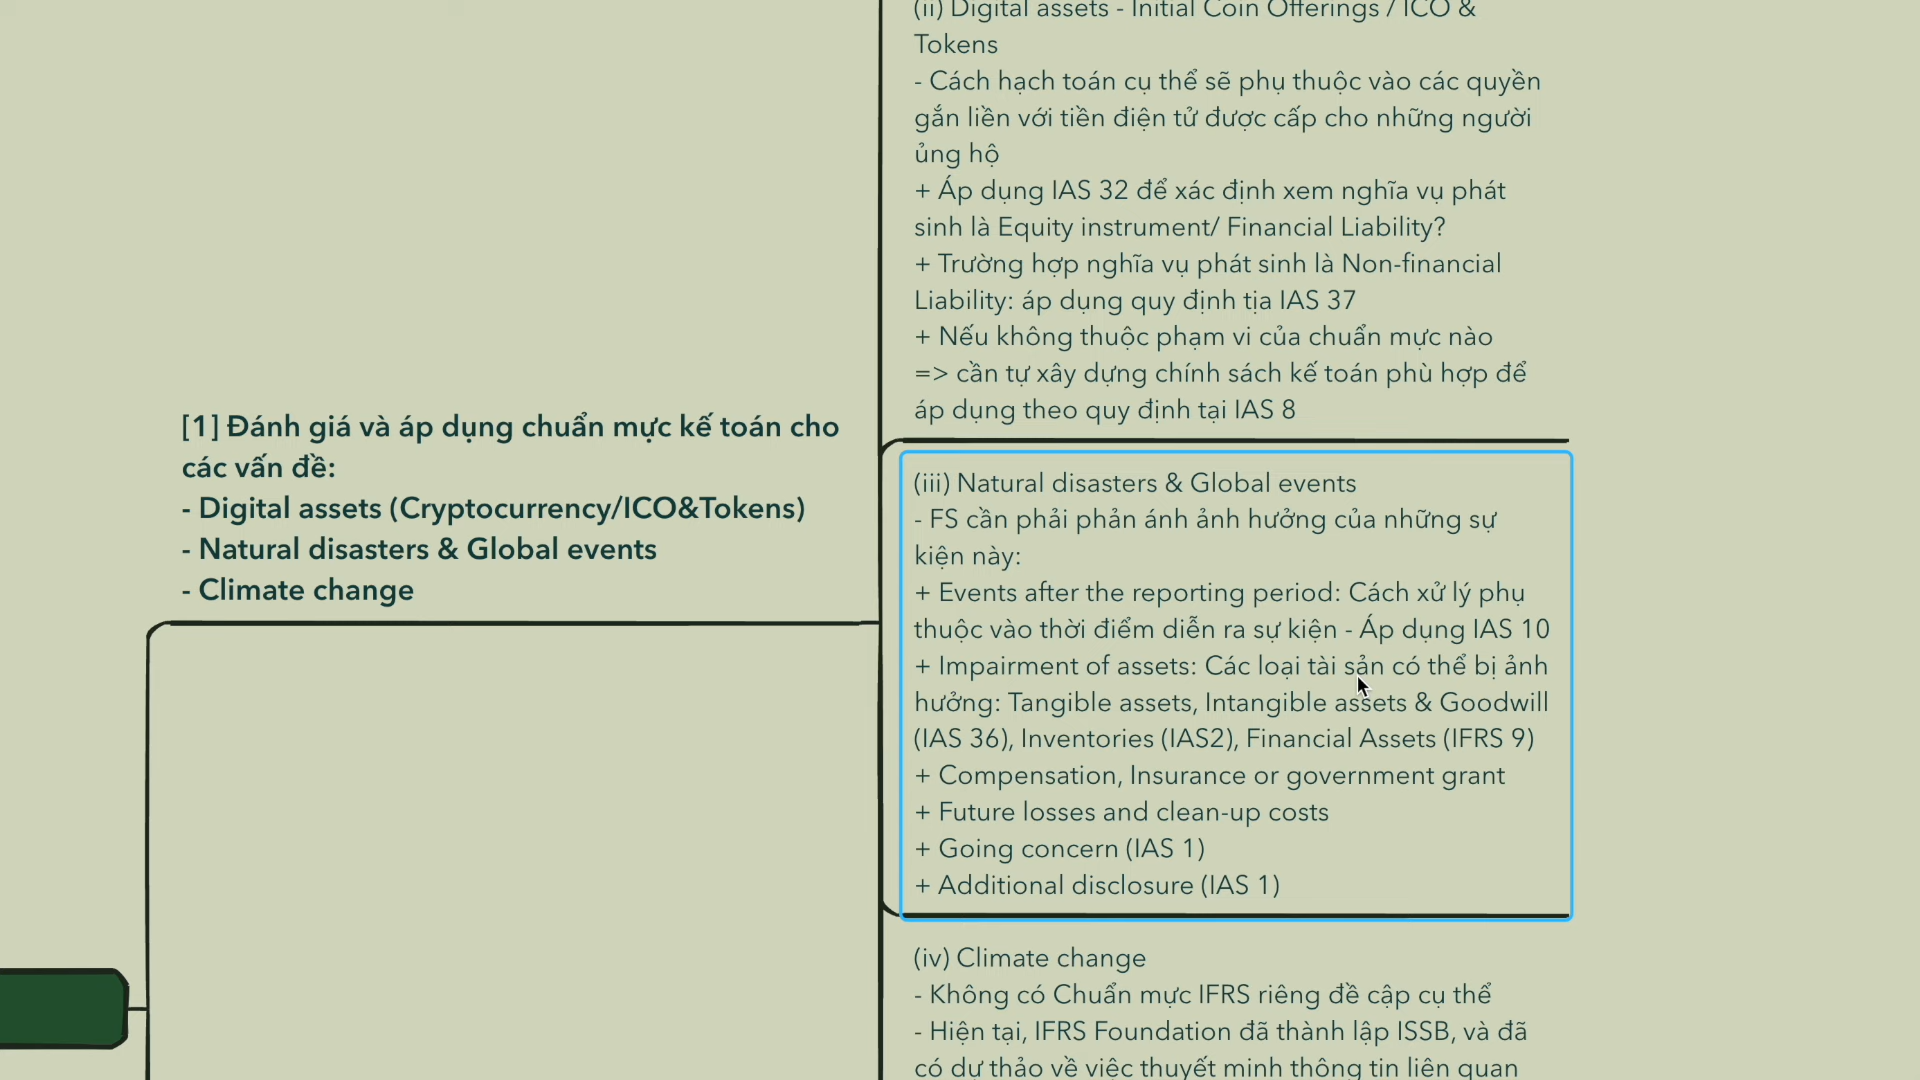 [1] Đánh giá và áp dụng chuẩn mực kế toán cho
các vấn đề:
- Digital assets (Cryptocurrency/ICO&Tokens)
- Natural disasters & Global events
- Climate change
(ii) Digital assets - Initial Coin Offerings / ICO &
Tokens
- Cách hạch toán cụ thể sẽ phụ thuộc vào các quyền
gắn liền với tiền điện tử được cấp cho những người
ủng hộ
+ Áp dụng IAS 32 để xác định xem nghĩa vụ phát
sinh là Equity instrument/ Financial Liability?
+ Trường hợp nghĩa vụ phát sinh là Non-financial
Liability: áp dụng quy định tịa IAS 37
+ Nếu không thuộc phạm vi của chuẩn mực nào
=> cần tự xây dựng chính sách kế toán phù hợp để
áp dụng theo quy định tại IAS 8
(iii) Natural disasters & Global events
- FS cần phải phản ánh ảnh hưởng của những sự
kiện này:
+ Events after the reporting period: Cách xử lý phụ
thuộc vào thời điểm diễn ra sự kiện - Áp dụng IAS 10
+ Impairment of assets: Các loại tài sản có thể bị ảnh
hưởng: Tangible assets, Intangible assets & Goodwill
(IAS 36), Inventories (IAS2), Financial Assets (IFRS 9)
+ Compensation, Insurance or government grant
+ Future losses and clean-up costs
+ Going concern (IAS 1)
+ Additional disclosure (IAS 1)
(iv) Climate change
- Không có Chuẩn mực IFRS riêng đề cập cụ thể
- Hiện tại, IFRS Foundation đã thành lập ISSB, và đã
có dự thảo về việc thuyết minh thông tin liên quan